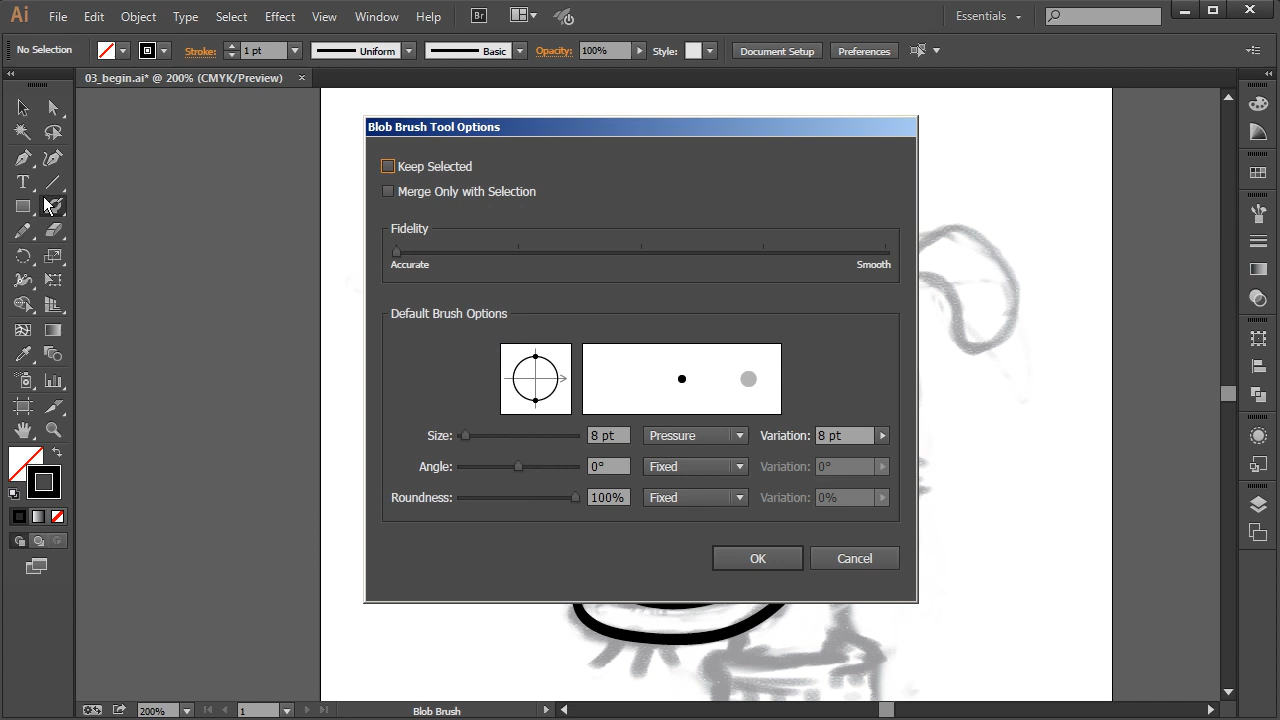 Ai File Edit Object Type Select Effect View Window Help Br Essentials
No Selection Stroke: 1 pt Uniform Basic Opacity: 100% Style: Document Setup Preferences
03_begin.ai* @ 200% (CMYK/Preview)
Blob Brush Tool Options
Keep Selected
Merge Only with Selection
Fidelity
Accurate Smooth
Default Brush Options
Size: 8 pt Pressure Variation: 8 pt
Angle: 0° Fixed Variation: 0°
Roundness: 100% Fixed Variation: 0%
OK Cancel
200% 1 Blob Brush